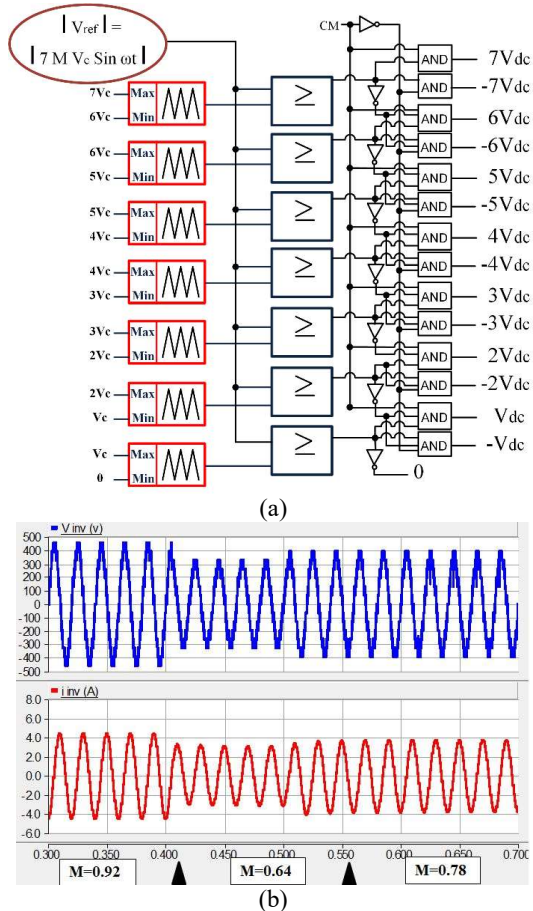 | Vref | =
| 7 M Vc Sin ωt |
CM
7Vc Max
6Vc Min
6Vc Max
5Vc Min
5Vc Max
4Vc Min
4Vc Max
3Vc Min
3Vc Max
2Vc Min
2Vc Max
Vc Min
Vc Max
0 Min
≥
≥
≥
≥
≥
≥
≥
AND 7Vdc
AND -7Vdc
AND 6Vdc
AND -6Vdc
AND 5Vdc
AND -5Vdc
AND 4Vdc
AND -4Vdc
AND 3Vdc
AND -3Vdc
AND 2Vdc
AND -2Vdc
AND Vdc
AND -Vdc
0
(a)
V inv (v)
500
400
300
200
100
0
-100
-200
-300
-400
-500
i inv (A)
8.0
6.0
4.0
2.0
0.0
-2.0
-4.0
-6.0
0.300 0.350 0.400 0.450 0.500 0.550 0.600 0.650 0.700
M=0.92 M=0.64 M=0.78
(b)